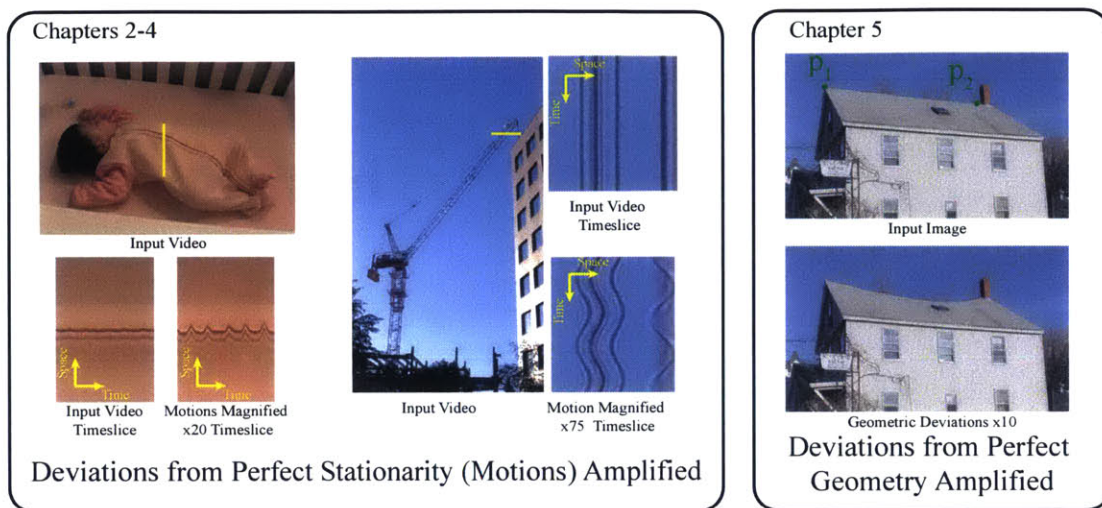 Chapters 2-4
Input Video
Space
Time
Input Video
Timeslice
Space
Time
Motions Magnified
x20 Timeslice
Input Video
Space
Time
Input Video
Timeslice
Space
Time
Motion Magnified
x75 Timeslice
Deviations from Perfect Stationarity (Motions) Amplified
Chapter 5
p1
p2
Input Image
Geometric Deviations x10
Deviations from Perfect
Geometry Amplified